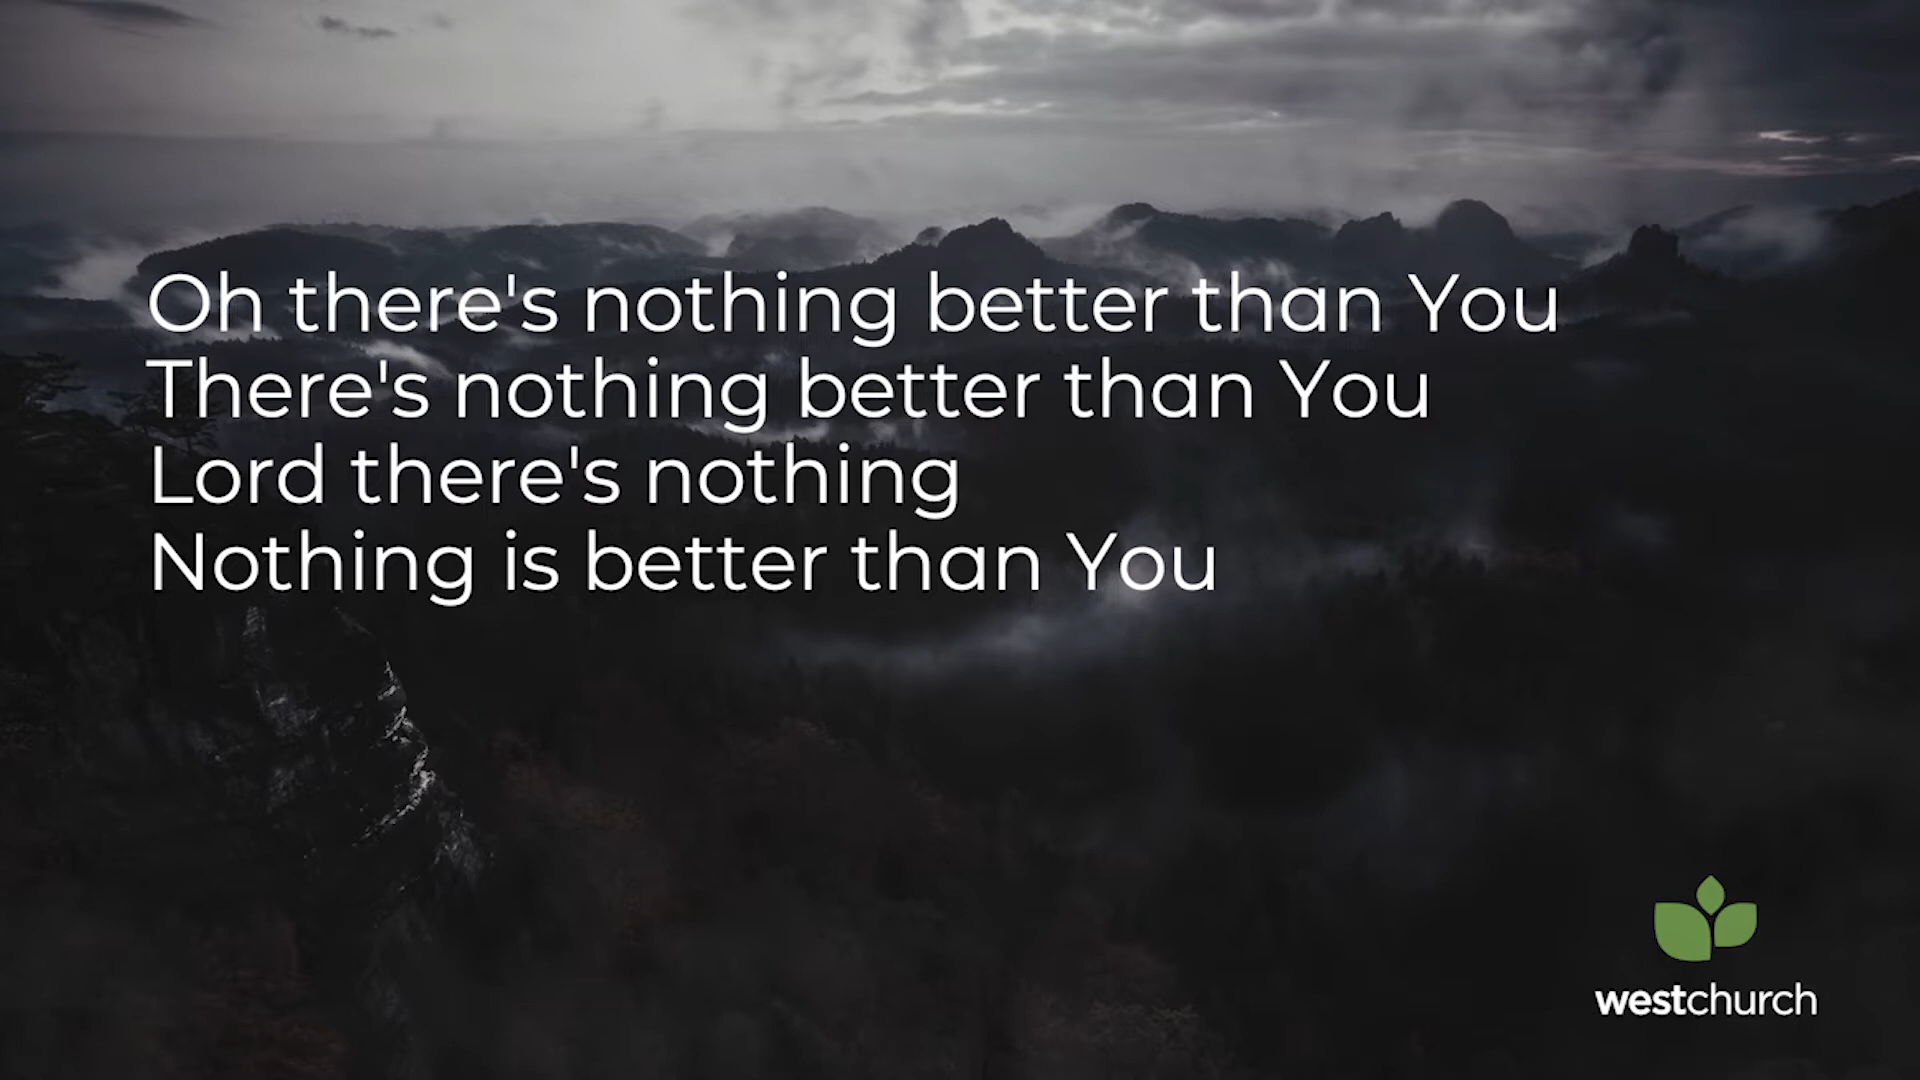 Oh there's nothing better than You
There's nothing better than You
Lord there's nothing
Nothing is better than You
westchurch